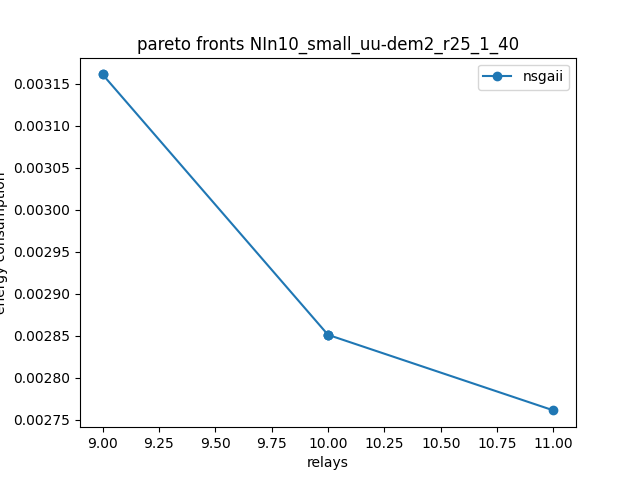 pareto fronts NIn10_small_uu-dem2_r25_1_40
nsgaii
0.00315
0.00310
0.00305
0.00300
0.00295
0.00290
0.00285
0.00280
0.00275
energy consumption
9.00 9.25 9.50 9.75 10.00 10.25 10.50 10.75 11.00
relays